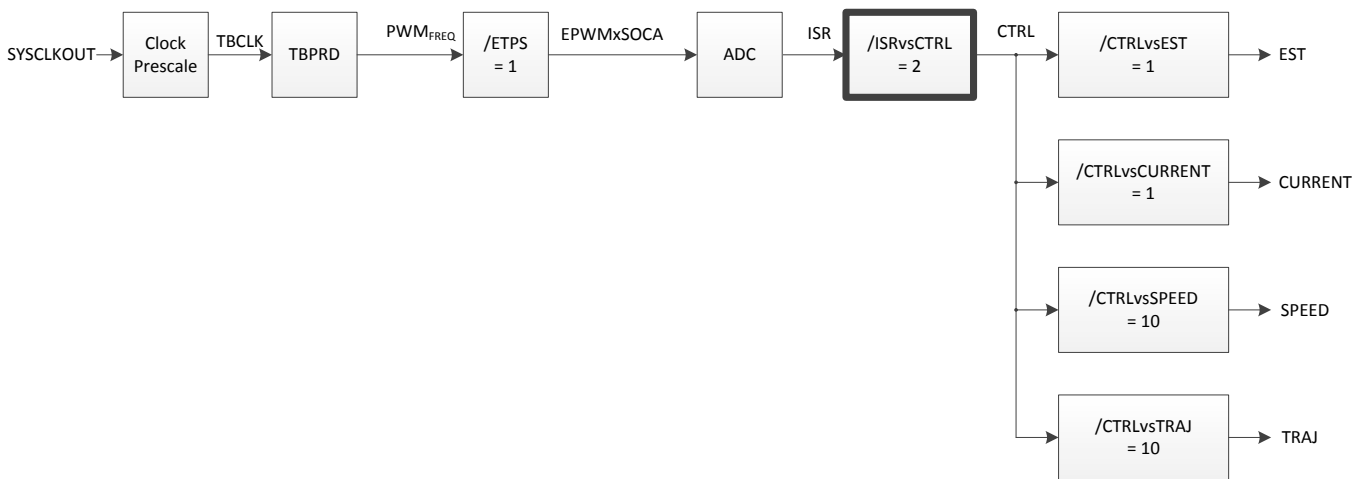 SYSCLKOUT
Clock
Prescale
TBCLK
TBPRD
PWMFREQ
/ETPS
= 1
EPWMxSOCA
ADC
ISR
/ISRvsCTRL
= 2
CTRL
/CTRLvsEST
= 1
EST
/CTRLvsCURRENT
= 1
CURRENT
/CTRLvsSPEED
= 10
SPEED
/CTRLvsTRAJ
= 10
TRAJ